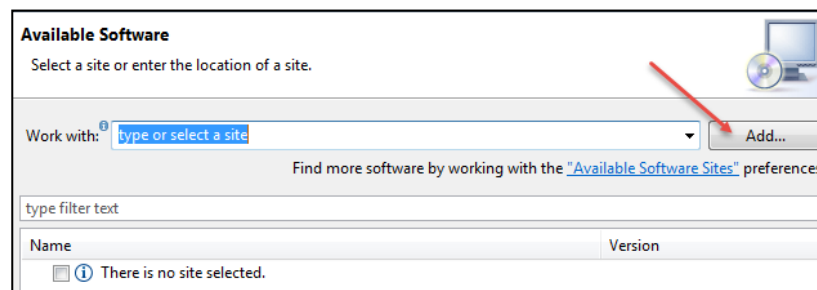 Available Software
Select a site or enter the location of a site.
Work with: type or select a site Add...
Find more software by working with the "Available Software Sites" preferences
type filter text
Name Version
There is no site selected.